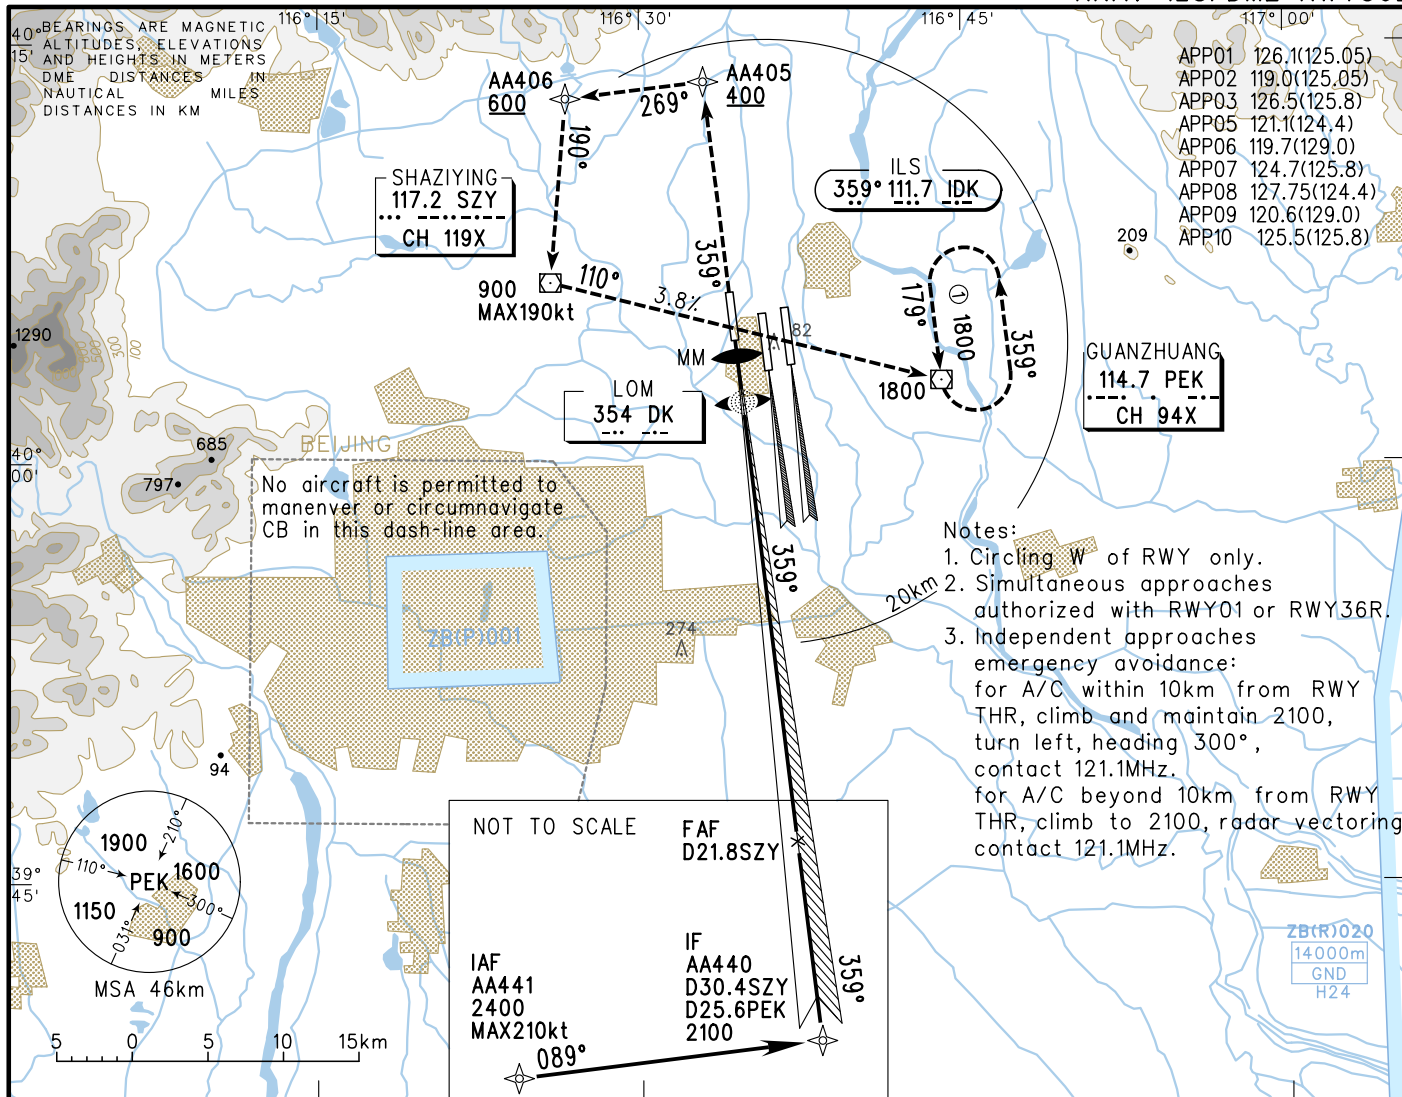 116°15'
116°30'
116°45'
117°00'
BEARINGS ARE MAGNETIC
ALTITUDES, ELEVATIONS
AND HEIGHTS IN METERS
DME DISTANCES IN
NAUTICAL MILES
DISTANCES IN KM
40°
15'
APP01 126.1(125.05)
APP02 119.0(125.05)
APP03 126.5(125.8)
APP05 121.1(124.4)
APP06 119.7(129.0)
APP07 124.7(125.8)
APP08 127.75(124.4)
APP09 120.6(129.0)
APP10 125.5(125.8)
AA406
600
AA405
400
269°
190°
359°
SHAZIYING
117.2 SZY
CH 119X
ILS
359° 111.7 IDK
209
900
MAX190kt
110°
3.8%
179°
① 1800
359°
1800
82
MM
LOM
354 DK
GUANZHUANG
114.7 PEK
CH 94X
1290
500
300
100
685
797
BEIJING
40°
00'
No aircraft is permitted to
manenver or circumnavigate
CB in this dash-line area.
ZB(P)001
274
359°
20km
Notes:
1. Circling W of RWY only.
2. Simultaneous approaches
authorized with RWY01 or RWY36R.
3. Independent approaches
emergency avoidance:
for A/C within 10km from RWY
THR, climb and maintain 2100,
turn left, heading 300°,
contact 121.1MHz.
for A/C beyond 10km from RWY
THR, climb to 2100, radar vectoring
contact 121.1MHz.
94
39°
45'
1900
210°
110°
PEK
1600
1150
300°
031°
900
MSA 46km
5 0 5 10 15km
NOT TO SCALE
FAF
D21.8SZY
IAF
AA441
2400
MAX210kt
IF
AA440
D30.4SZY
D25.6PEK
2100
089°
359°
ZB(R)020
14000m
GND
H24